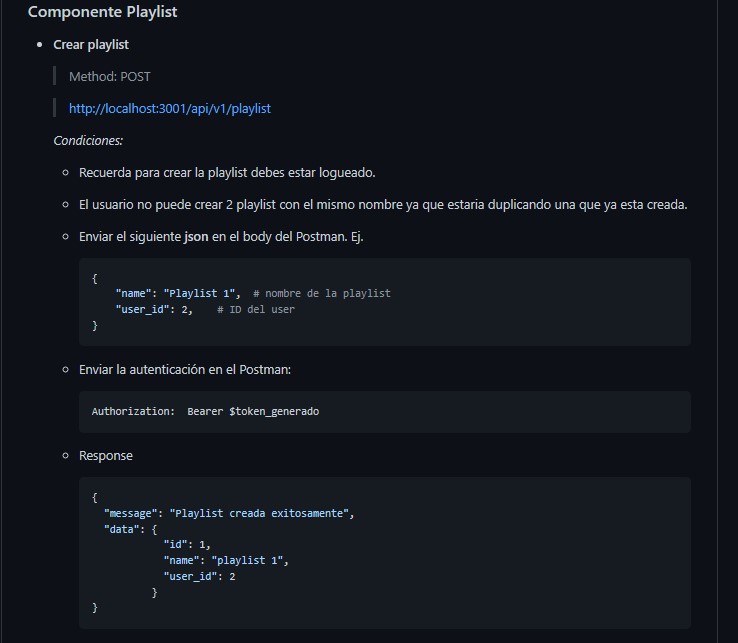 Componente Playlist
Crear playlist
Method: POST
http://localhost:3001/api/v1/playlist
Condiciones:
Recuerda para crear la playlist debes estar logueado.
El usuario no puede crear 2 playlist con el mismo nombre ya que estaria duplicando una que ya esta creada.
Enviar el siguiente json en el body del Postman. Ej.
{
"name": "Playlist 1",  # nombre de la playlist
"user_id": 2,    # ID del user
}
Enviar la autenticación en el Postman:
Authorization:  Bearer $token_generado
Response
{
"message": "Playlist creada exitosamente",
"data": {
"id": 1,
"name": "playlist 1",
"user_id": 2
}
}